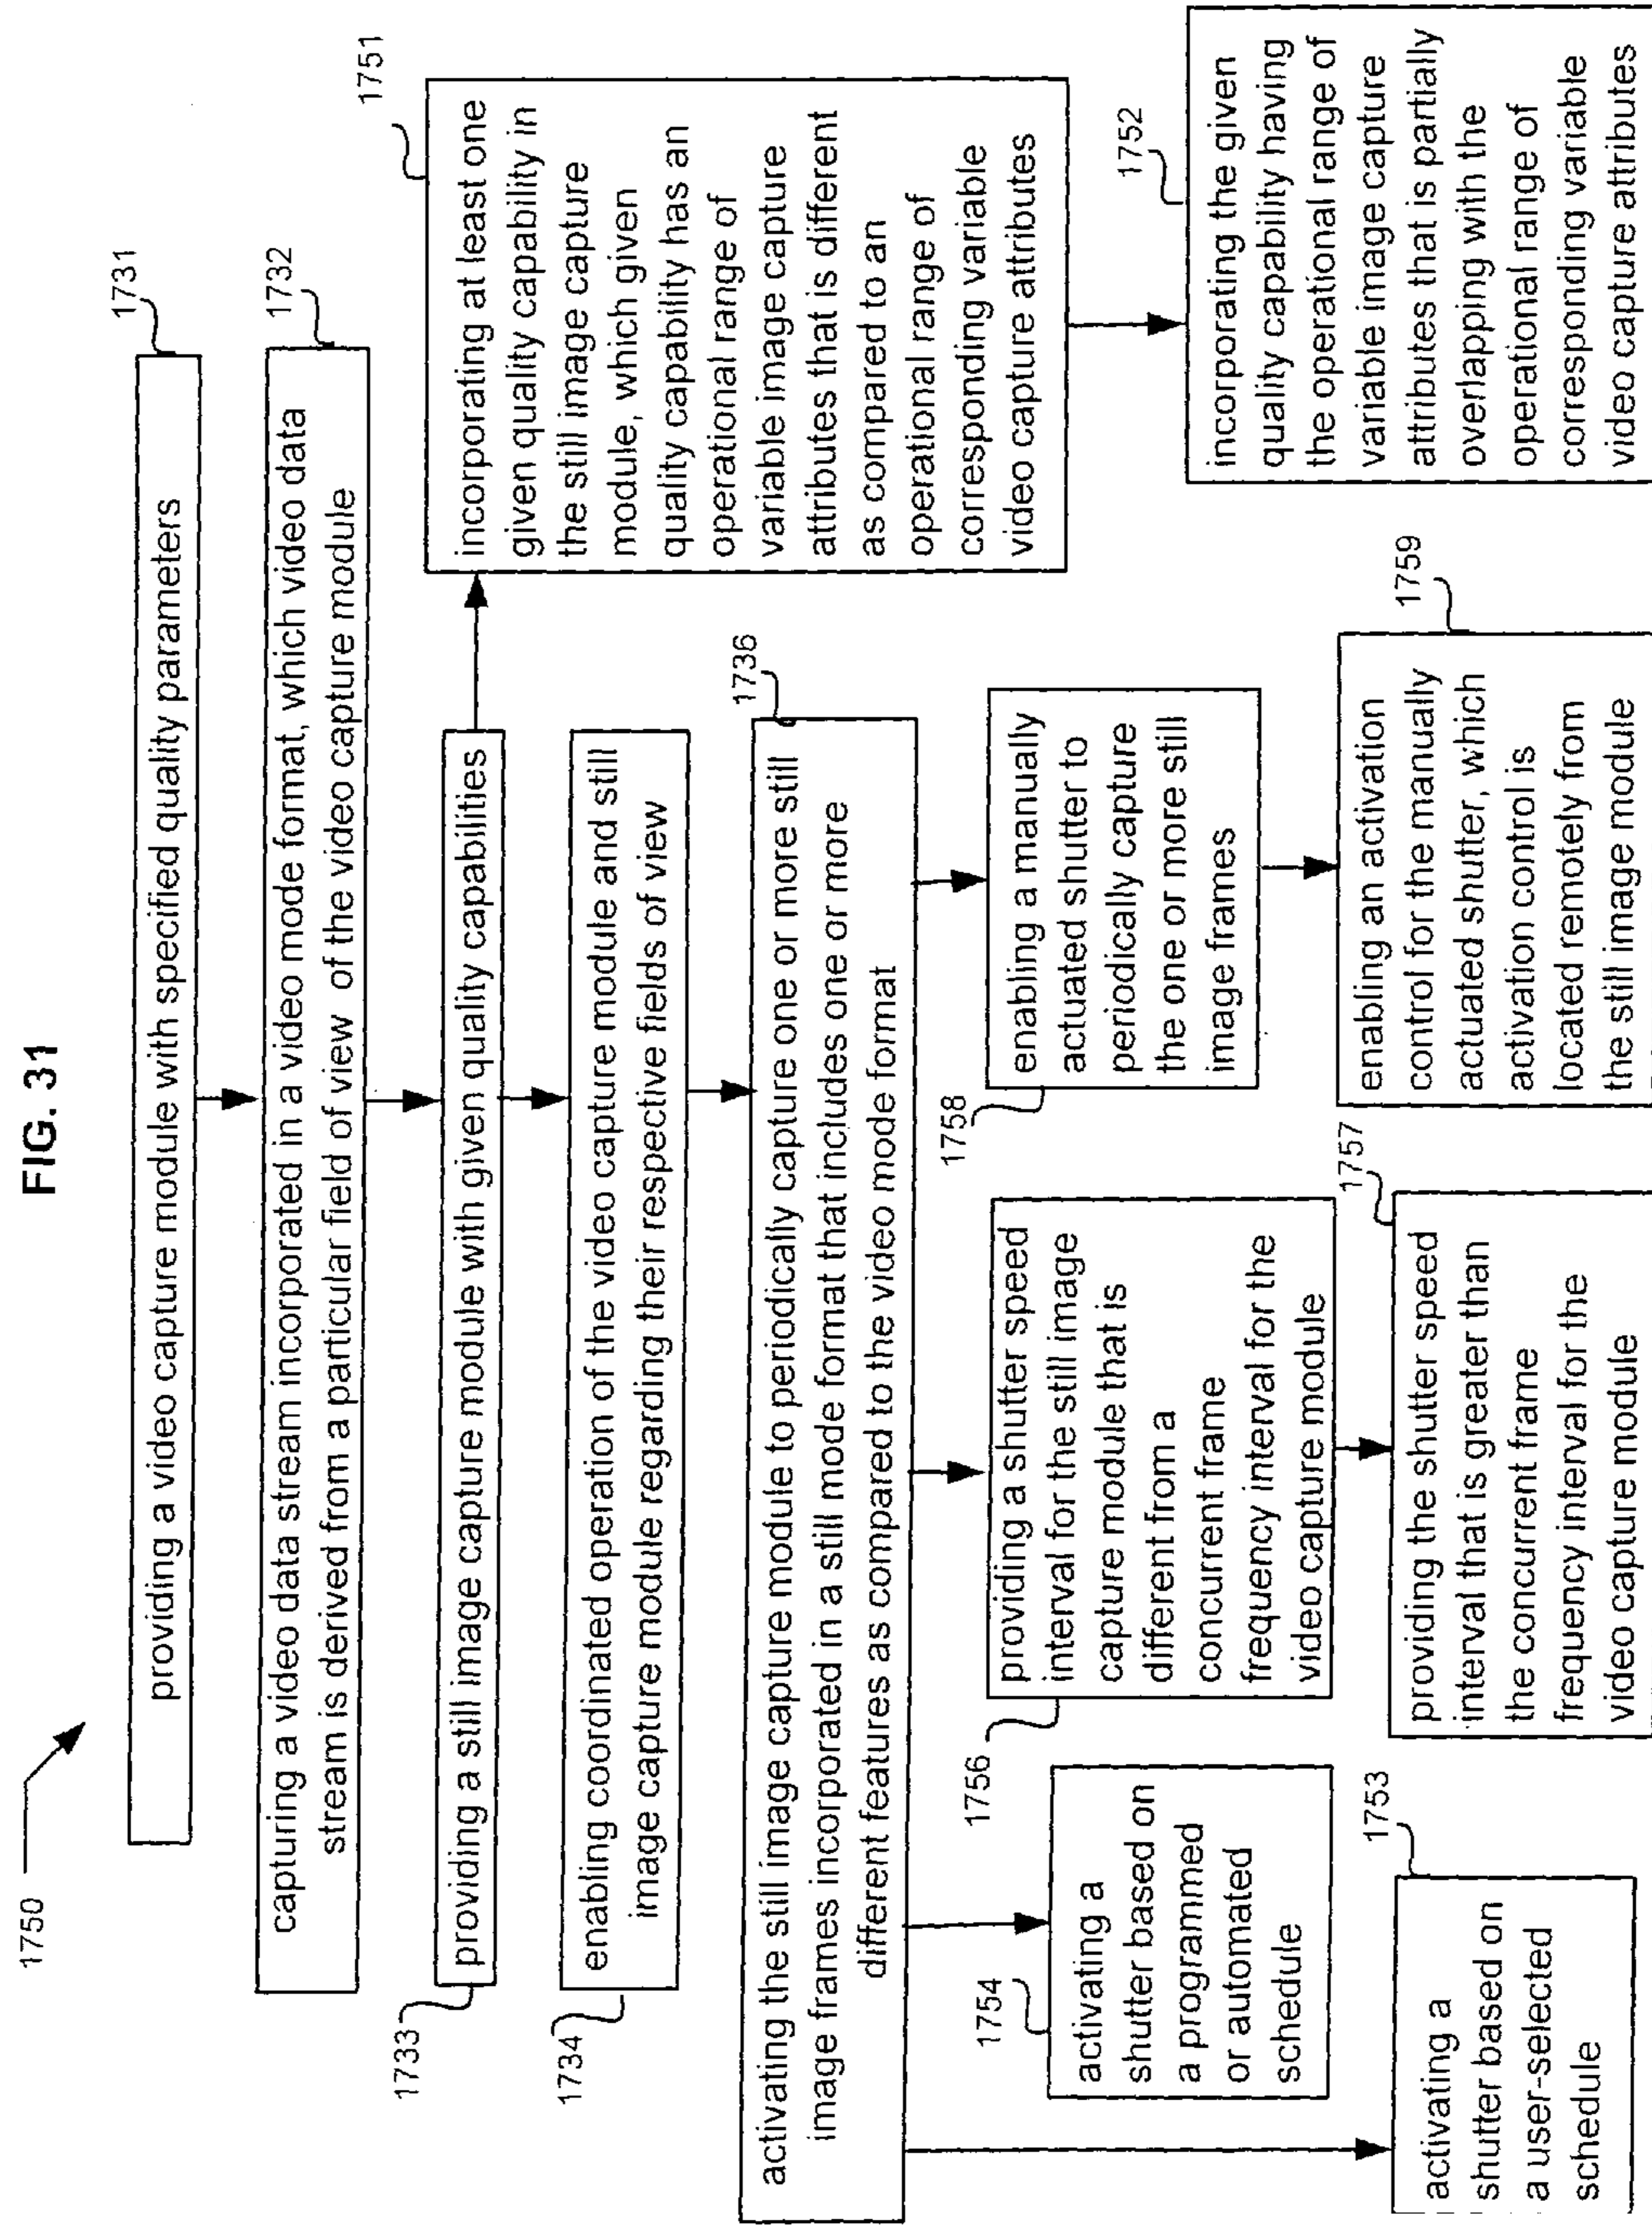 FIG. 31
1750
1731
providing a video capture module with specified quality parameters
1732
capturing a video data stream incorporated in a video mode format, which video data
stream is derived from a particular field of view of the video capture module
1733
providing a still image capture module with given quality capabilities
1751
incorporating at least one
given quality capability in
the still image capture
module, which given
quality capability has an
operational range of
variable image capture
attributes that is different
as compared to an
operational range of
corresponding variable
video capture attributes
1752
incorporating the given
quality capability having
the operational range of
variable image capture
attributes that is partially
overlapping with the
operational range of
corresponding variable
video capture attributes
1734
enabling coordinated operation of the video capture module and still
image capture module regarding their respective fields of view
1736
activating the still image capture module to periodically capture one or more still
image frames incorporated in a still mode format that includes one or more
different features as compared to the video mode format
1753
activating a
shutter based on
a user-selected
schedule
1754
activating a
shutter based on
a programmed
or automated
schedule
1756
providing a shutter speed
interval for the still image
capture module that is
different from a
concurrent frame
frequency interval for the
video capture module
1757
providing the shutter speed
interval that is greater than
the concurrent frame
frequency interval for the
video capture module
1758
enabling a manually
actuated shutter to
periodically capture
the one or more still
image frames
1759
enabling an activation
control for the manually
actuated shutter, which
activation control is
located remotely from
the still image module